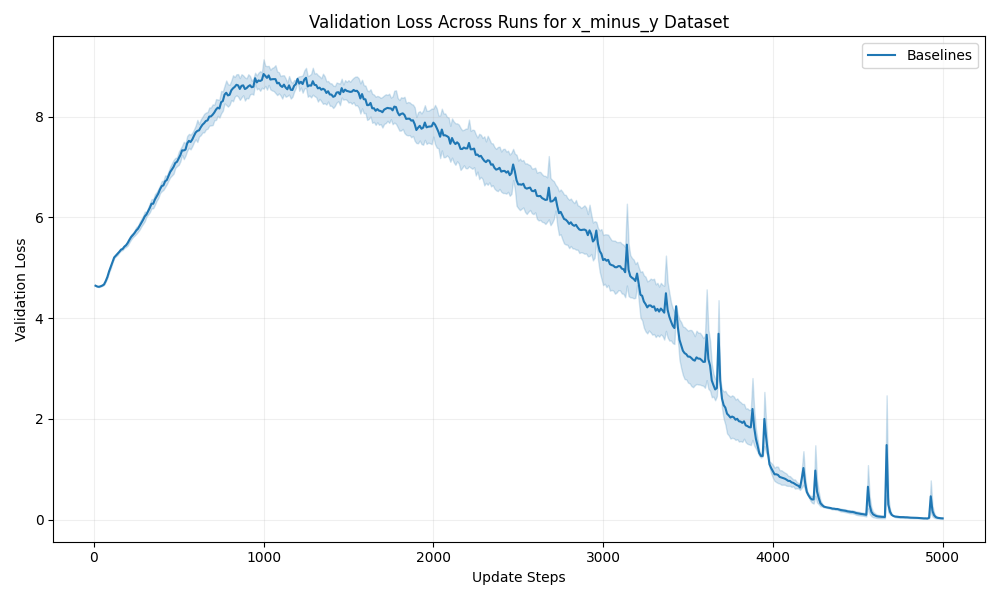 Validation Loss Across Runs for x_minus_y Dataset
Baselines
Validation Loss
8
6
4
2
0
0 1000 2000 3000 4000 5000
Update Steps